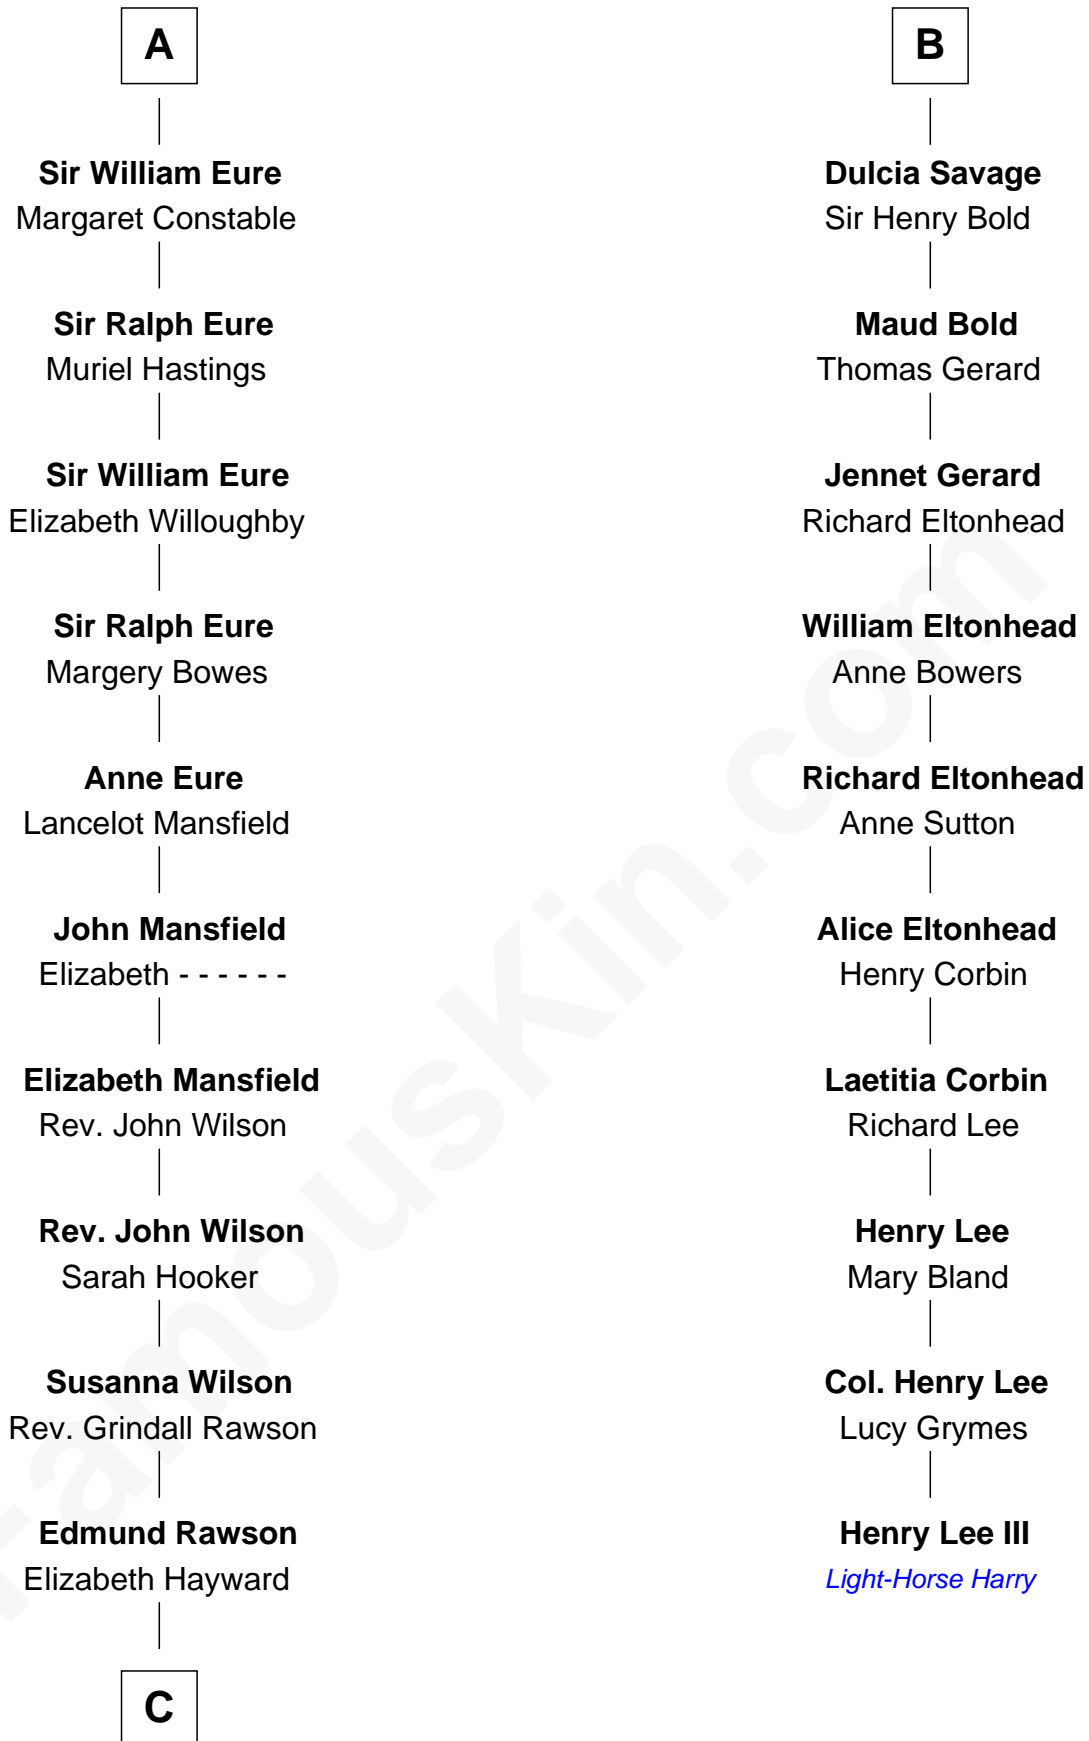 A
Sir William Eure
Margaret Constable
Sir Ralph Eure
Muriel Hastings
Sir William Eure
Elizabeth Willoughby
Sir Ralph Eure
Margery Bowes
Anne Eure
Lancelot Mansfield
John Mansfield
Elizabeth - - - - - -
Elizabeth Mansfield
Rev. John Wilson
Rev. John Wilson
Sarah Hooker
Susanna Wilson
Rev. Grindall Rawson
Edmund Rawson
Elizabeth Hayward
C
B
Dulcia Savage
Sir Henry Bold
Maud Bold
Thomas Gerard
Jennet Gerard
Richard Eltonhead
William Eltonhead
Anne Bowers
Richard Eltonhead
Anne Sutton
Alice Eltonhead
Henry Corbin
Laetitia Corbin
Richard Lee
Henry Lee
Mary Bland
Col. Henry Lee
Lucy Grymes
Henry Lee III
Light-Horse Harry
FamousKin.com